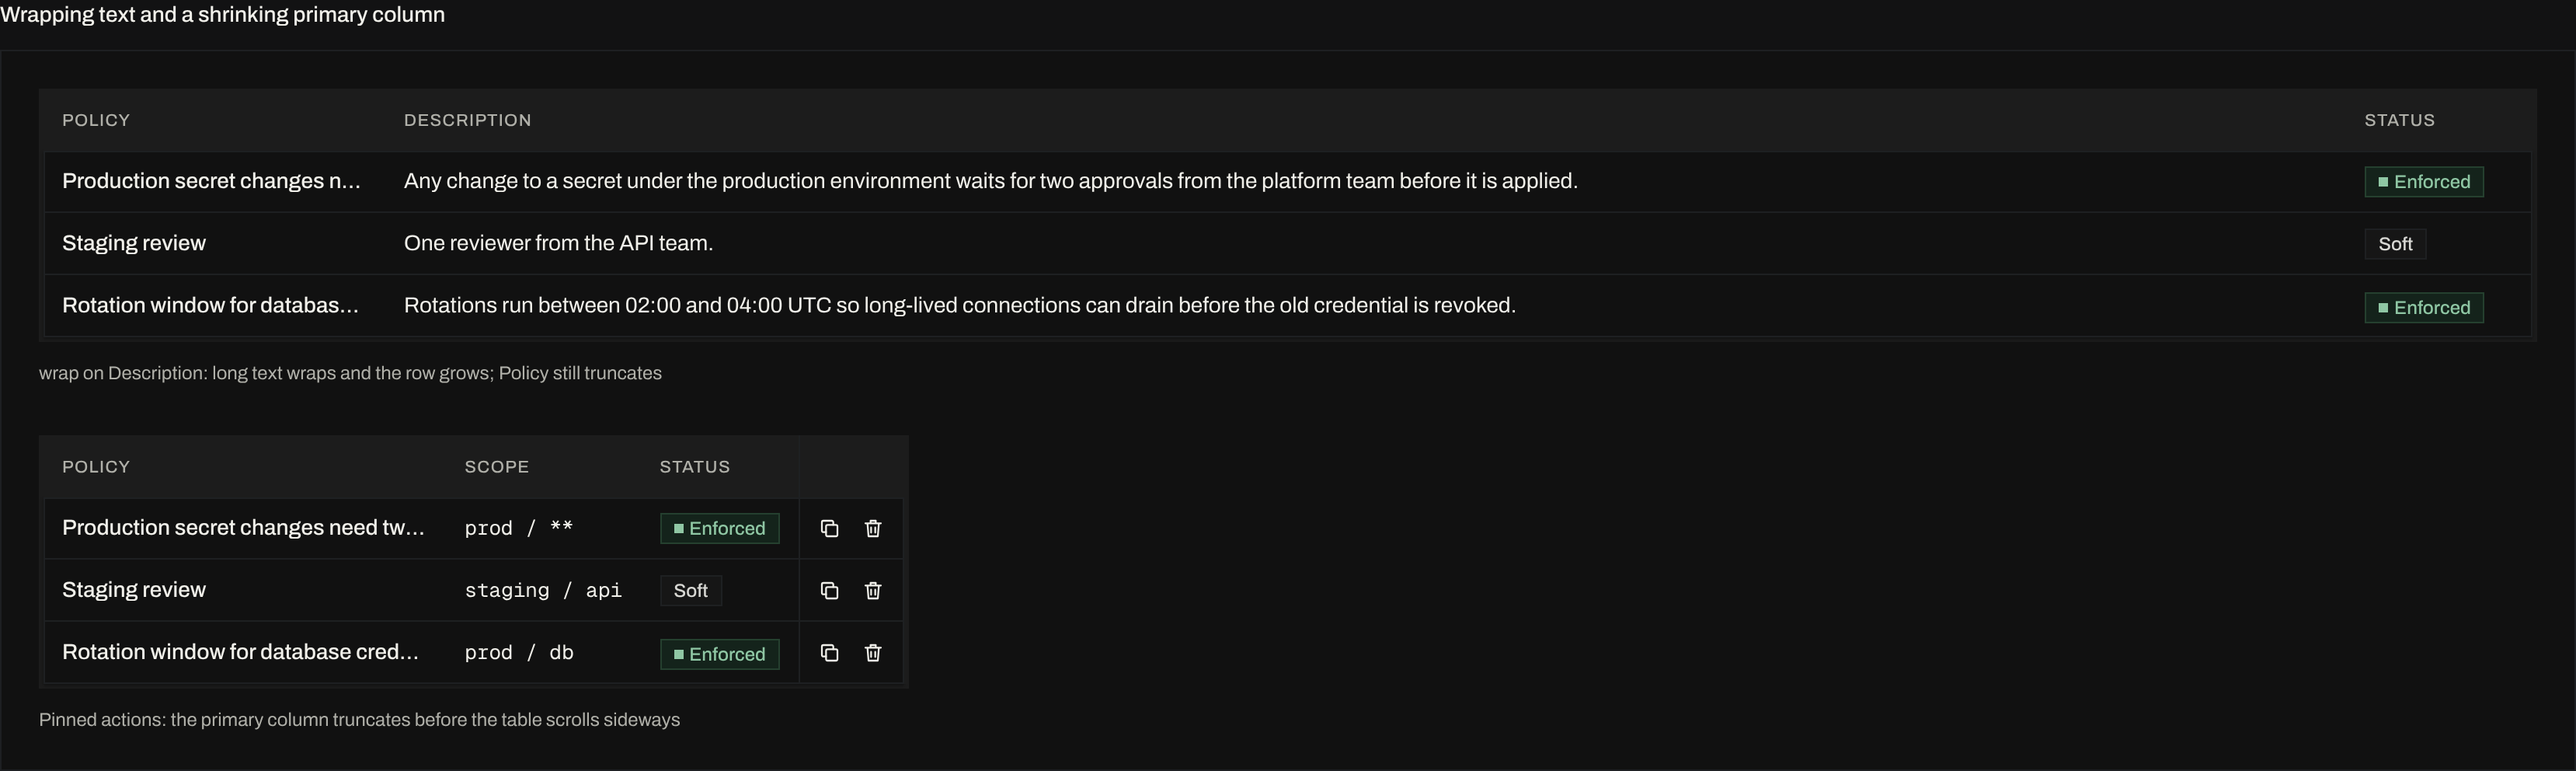 Wrapping text and a shrinking primary column
POLICY DESCRIPTION STATUS
Production secret changes n... Any change to a secret under the production environment waits for two approvals from the platform team before it is applied. Enforced
Staging review One reviewer from the API team. Soft
Rotation window for databas... Rotations run between 02:00 and 04:00 UTC so long-lived connections can drain before the old credential is revoked. Enforced
wrap on Description: long text wraps and the row grows; Policy still truncates
POLICY SCOPE STATUS
Production secret changes need tw... prod / ** Enforced
Staging review staging / api Soft
Rotation window for database cred... prod / db Enforced
Pinned actions: the primary column truncates before the table scrolls sideways